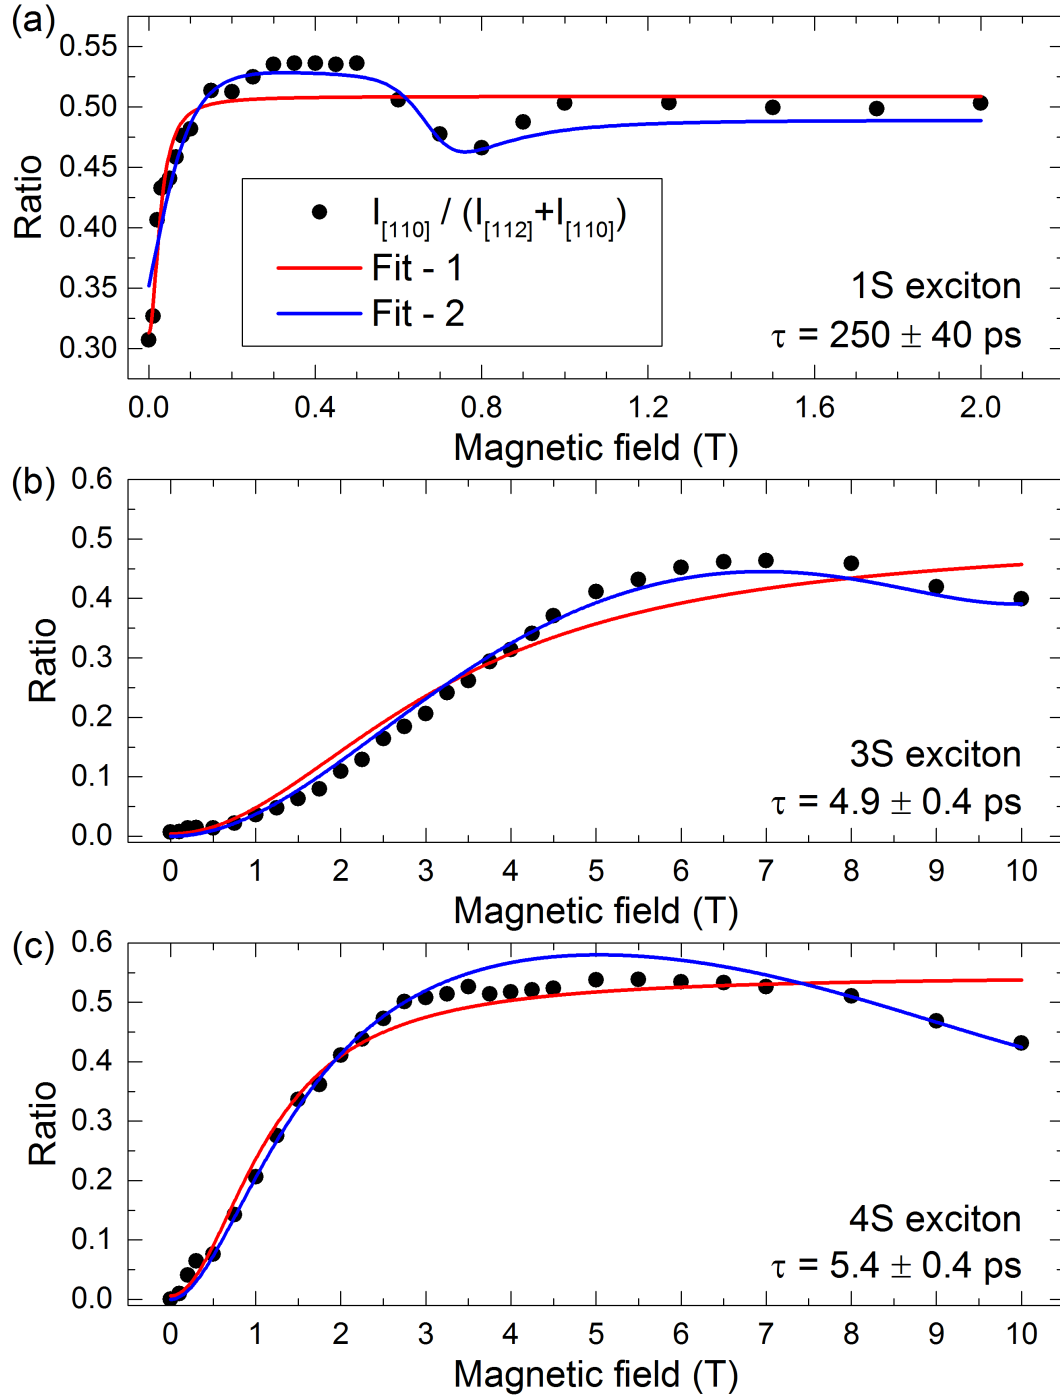 (a)
Ratio
0.55
0.50
0.45
0.40
0.35
0.30
I[110] / (I[112]+I[110])
Fit - 1
Fit - 2
1S exciton
τ = 250 ± 40 ps
0.0 0.4 0.8 1.2 1.6 2.0
Magnetic field (T)
(b)
Ratio
0.6
0.5
0.4
0.3
0.2
0.1
0.0
3S exciton
τ = 4.9 ± 0.4 ps
0 1 2 3 4 5 6 7 8 9 10
Magnetic field (T)
(c)
Ratio
0.6
0.5
0.4
0.3
0.2
0.1
0.0
4S exciton
τ = 5.4 ± 0.4 ps
0 1 2 3 4 5 6 7 8 9 10
Magnetic field (T)